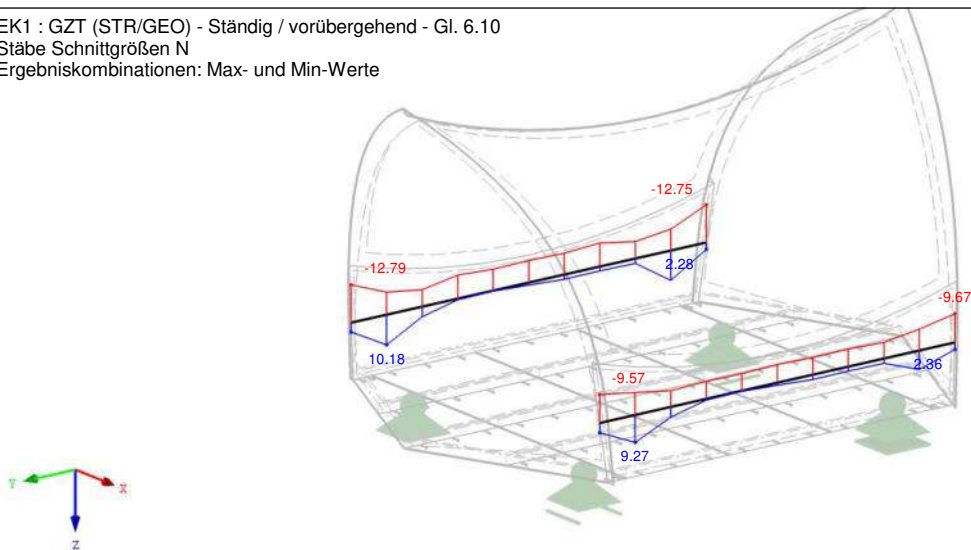 EK1 : GZT (STR/GEO) - Ständig / vorübergehend - Gl. 6.10
Stäbe Schnittgrößen N
Ergebniskombinationen: Max- und Min-Werte
-12.75
-12.79
2.28
-9.67
10.18
-9.57
2.36
9.27
Y
X
Z